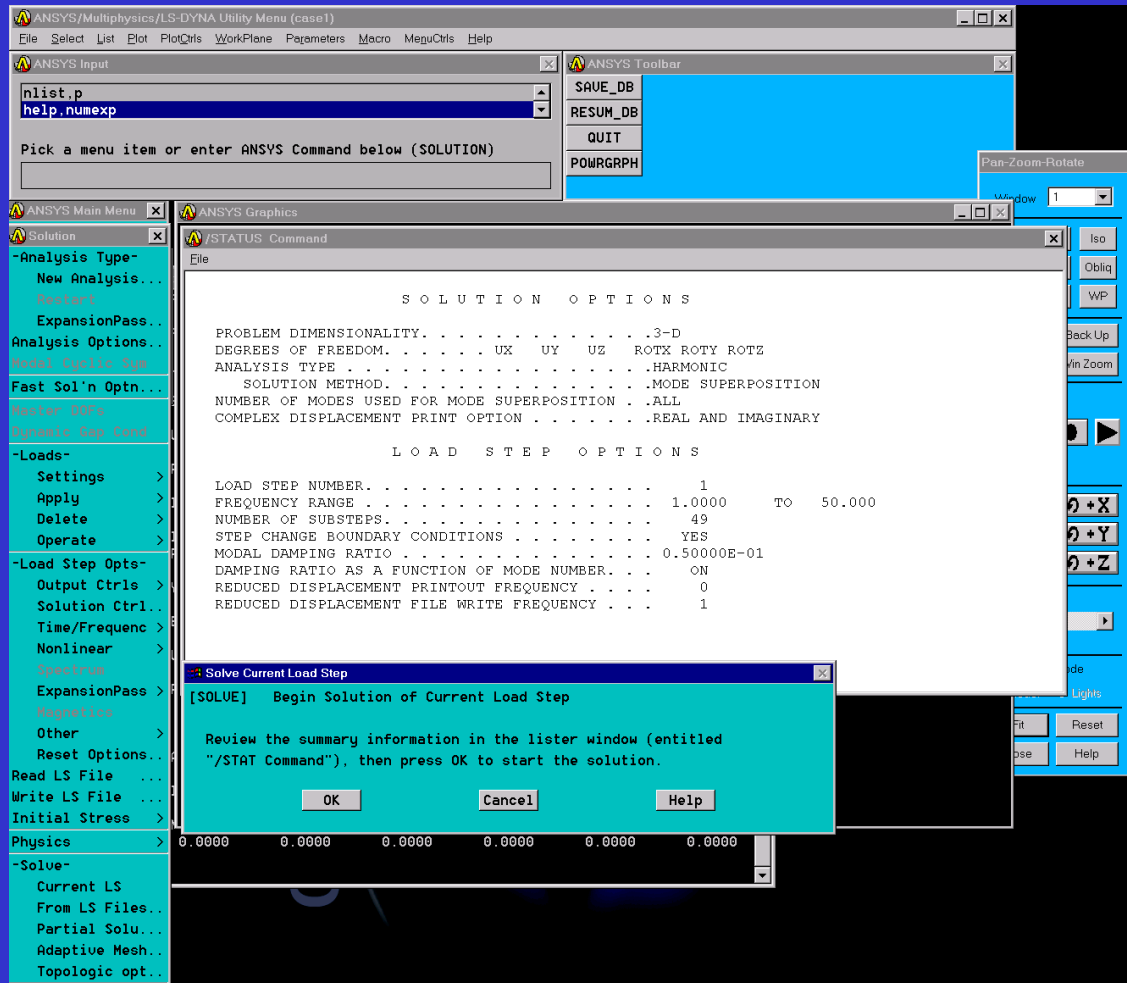 ANSYS/Multiphysics/LS-DYNA Utility Menu (case1)
File Select List Plot PlotCtrls WorkPlane Parameters Macro MenuCtrls Help
ANSYS Input
nlist,p
help,numexp
Pick a menu item or enter ANSYS Command below (SOLUTION)
ANSYS Toolbar
SAVE_DB
RESUM_DB
QUIT
POWRGRPH
Pan-Zoom-Rotate
Window 1
Iso
Obliq
WP
Back Up
Win Zoom
+X
+Y
+Z
Lights
Fit Reset
Help
ANSYS Main Menu
Solution
-Analysis Type-
New Analysis...
Restart
ExpansionPass..
Analysis Options..
Modal Cyclic Sym
Fast Sol'n Optn...
Master DOFs
Dynamic Gap Cond
-Loads-
Settings >
Apply >
Delete >
Operate >
-Load Step Opts-
Output Ctrls >
Solution Ctrl..
Time/Frequenc >
Nonlinear >
Spectrum
ExpansionPass >
Magnetics
Other >
Reset Options..
Read LS File ...
Write LS File ...
Initial Stress >
Physics >
-Solve-
Current LS
From LS Files..
Partial Solu...
Adaptive Mesh..
Topologic opt..
ANSYS Graphics
/STATUS Command
File
S O L U T I O N   O P T I O N S
PROBLEM DIMENSIONALITY. . . . . . . . . . . . .3-D
DEGREES OF FREEDOM. . . . . . UX UY UZ ROTX ROTY ROTZ
ANALYSIS TYPE . . . . . . . . . . . . . . . . .HARMONIC
SOLUTION METHOD. . . . . . . . . . . . . . .MODE SUPERPOSITION
NUMBER OF MODES USED FOR MODE SUPERPOSITION . .ALL
COMPLEX DISPLACEMENT PRINT OPTION . . . . . . .REAL AND IMAGINARY
L O A D   S T E P   O P T I O N S
LOAD STEP NUMBER. . . . . . . . . . . . . . . . 1
FREQUENCY RANGE . . . . . . . . . . . . . . . . 1.0000 TO 50.000
NUMBER OF SUBSTEPS. . . . . . . . . . . . . . . 49
STEP CHANGE BOUNDARY CONDITIONS . . . . . . . . YES
MODAL DAMPING RATIO . . . . . . . . . . . . . . 0.50000E-01
DAMPING RATIO AS A FUNCTION OF MODE NUMBER. . . ON
REDUCED DISPLACEMENT PRINTOUT FREQUENCY . . . . 0
REDUCED DISPLACEMENT FILE WRITE FREQUENCY . . . 1
Solve Current Load Step
[SOLVE] Begin Solution of Current Load Step
Review the summary information in the lister window (entitled
"/STAT Command"), then press OK to start the solution.
OK Cancel Help
0.0000 0.0000 0.0000 0.0000 0.0000 0.0000